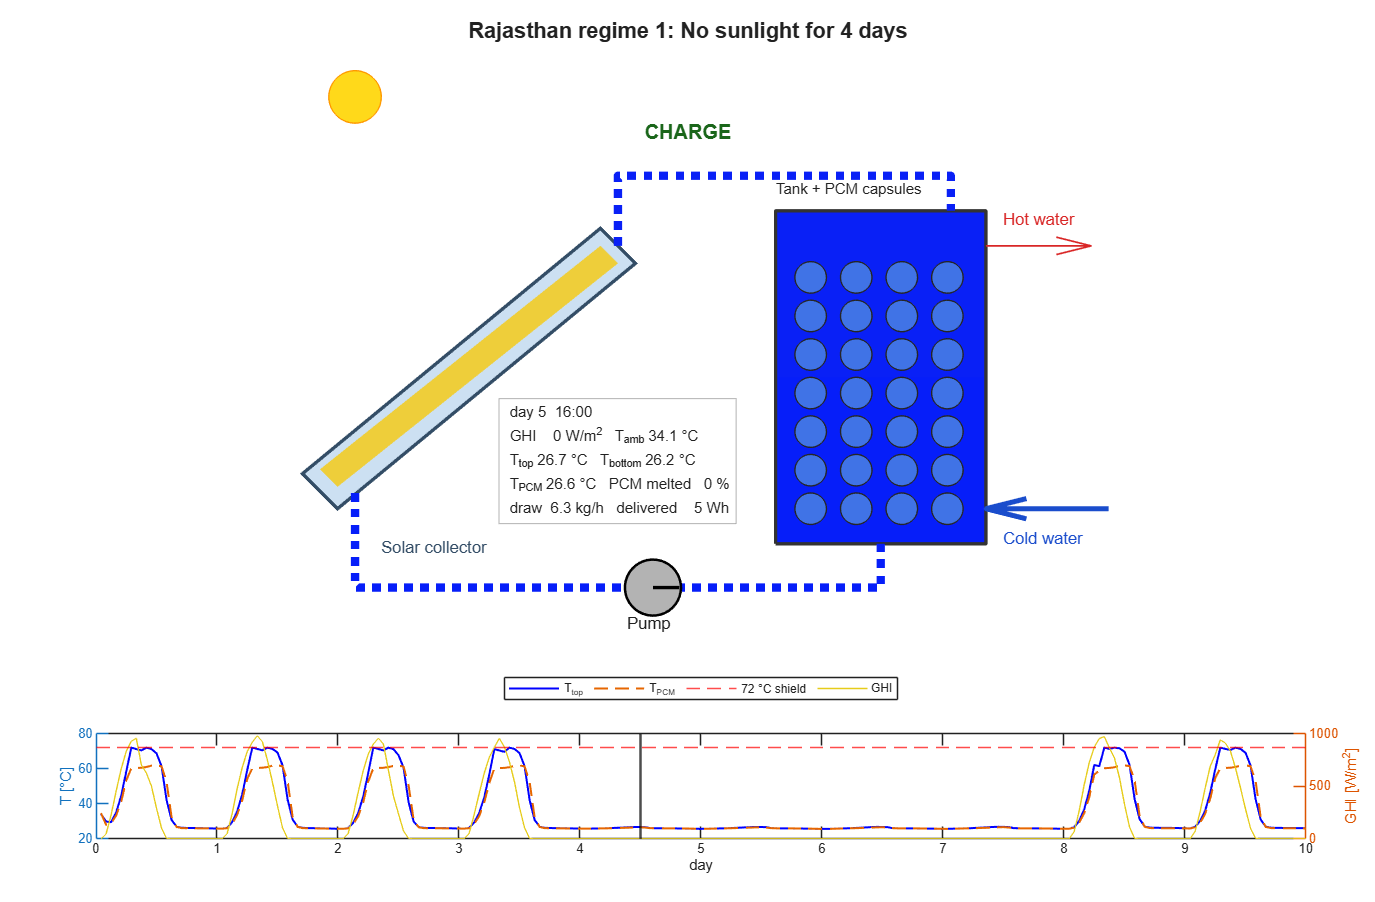 Rajasthan regime 1: No sunlight for 4 days
CHARGE
Tank + PCM capsules
Hot water
day 5  16:00
GHI    0 W/m²   Tamb 34.1 °C
Ttop 26.7 °C   Tbottom 26.2 °C
TPCM 26.6 °C   PCM melted   0 %
draw  6.3 kg/h   delivered    5 Wh
Solar collector
Cold water
Pump
Ttop   TPCM   72 °C shield   GHI
80
60
40
20
T [°C]
1000
500
0
GHI [W/m²]
0 1 2 3 4 5 6 7 8 9 10
day